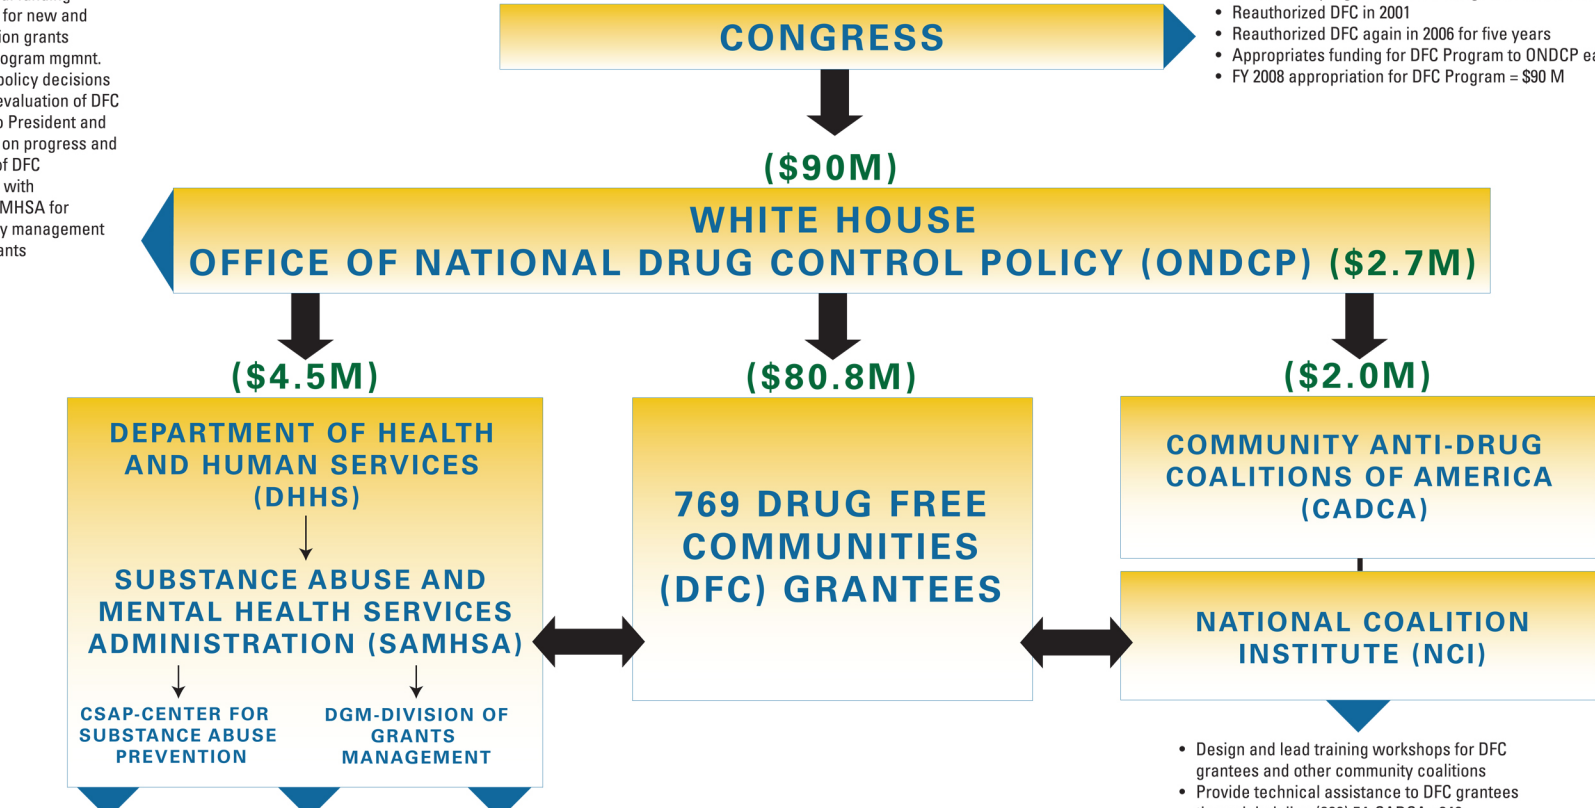 for new and
ion grants
ogram mgmnt.
policy decisions
evaluation of DFC
o President and
on progress and
of DFC
with
MHSA for
y management
ants
CONGRESS
• Reauthorized DFC in 2001
• Reauthorized DFC again in 2006 for five years
• Appropriates funding for DFC Program to ONDCP ea
• FY 2008 appropriation for DFC Program = $90 M
($90M)
WHITE HOUSE
OFFICE OF NATIONAL DRUG CONTROL POLICY (ONDCP) ($2.7M)
($4.5M)
DEPARTMENT OF HEALTH
AND HUMAN SERVICES
(DHHS)
SUBSTANCE ABUSE AND
MENTAL HEALTH SERVICES
ADMINISTRATION (SAMHSA)
CSAP-CENTER FOR
SUBSTANCE ABUSE
PREVENTION
DGM-DIVISION OF
GRANTS
MANAGEMENT
($80.8M)
769 DRUG FREE
COMMUNITIES
(DFC) GRANTEES
($2.0M)
COMMUNITY ANTI-DRUG
COALITIONS OF AMERICA
(CADCA)
NATIONAL COALITION
INSTITUTE (NCI)
• Design and lead training workshops for DFC
grantees and other community coalitions
• Provide technical assistance to DFC grantees